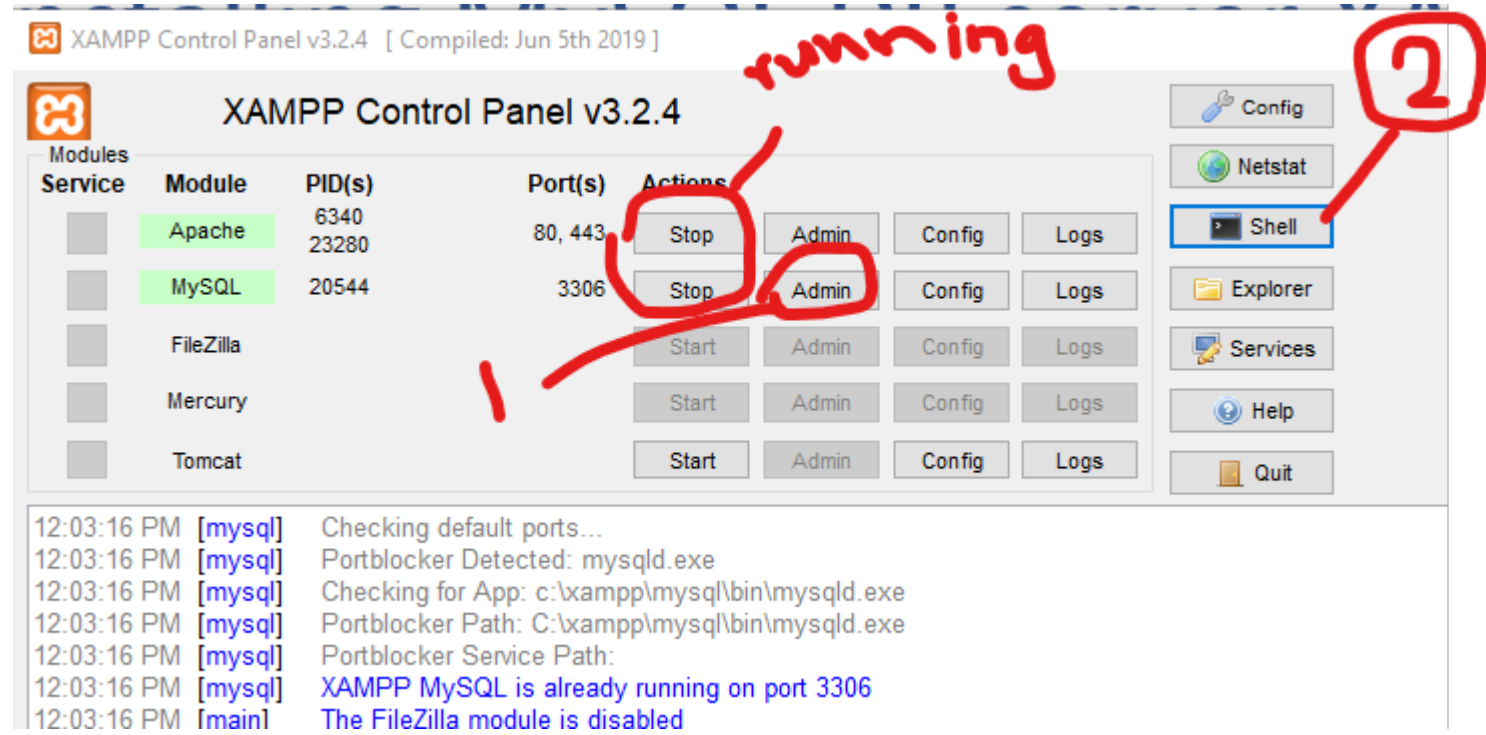 XAMPP Control Panel v3.2.4 [ Compiled: Jun 5th 2019 ]
running
2
XAMPP Control Panel v3.2.4
Config
Modules
Service Module PID(s) Port(s) Actions
Netstat
Apache 6340 23280 80, 443 Stop Admin Config Logs
Shell
MySQL 20544 3306 Stop Admin Config Logs
Explorer
FileZilla Start Admin Config Logs
Services
1
Mercury Start Admin Config Logs
Help
Tomcat Start Admin Config Logs
Quit
12:03:16 PM [mysql] Checking default ports...
12:03:16 PM [mysql] Portblocker Detected: mysqld.exe
12:03:16 PM [mysql] Checking for App: c:\xampp\mysql\bin\mysqld.exe
12:03:16 PM [mysql] Portblocker Path: C:\xampp\mysql\bin\mysqld.exe
12:03:16 PM [mysql] Portblocker Service Path:
12:03:16 PM [mysql] XAMPP MySQL is already running on port 3306
12:03:16 PM [main] The FileZilla module is disabled